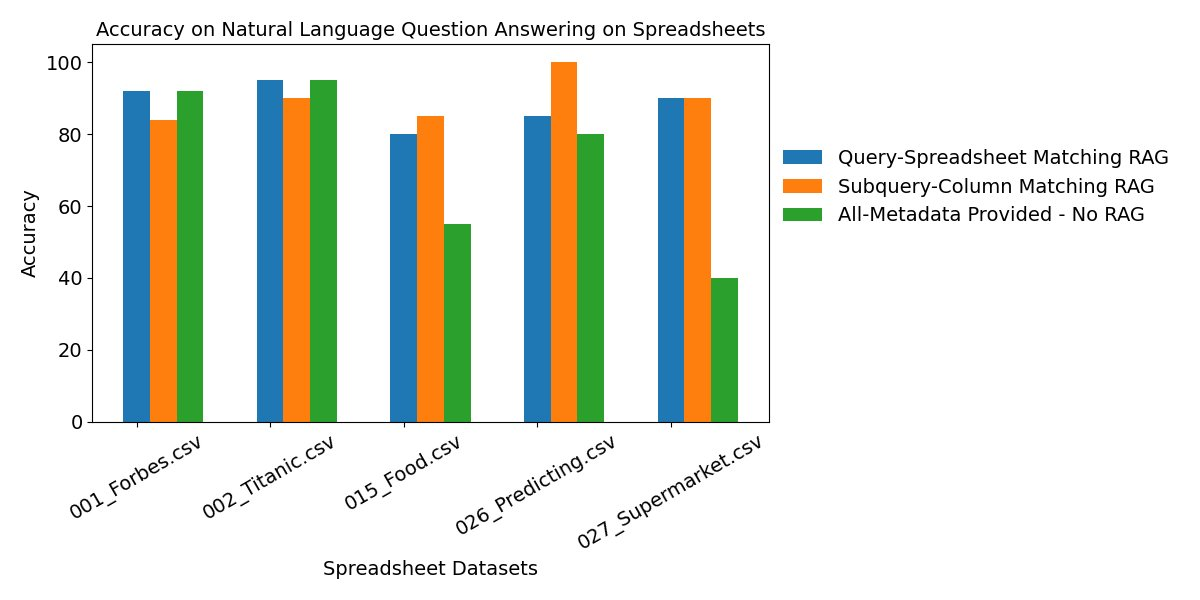 Accuracy on Natural Language Question Answering on Spreadsheets
100
80
60
40
20
0
Accuracy
001_Forbes.csv
002_Titanic.csv
015_Food.csv
026_Predicting.csv
027_Supermarket.csv
Spreadsheet Datasets
Query-Spreadsheet Matching RAG
Subquery-Column Matching RAG
All-Metadata Provided - No RAG